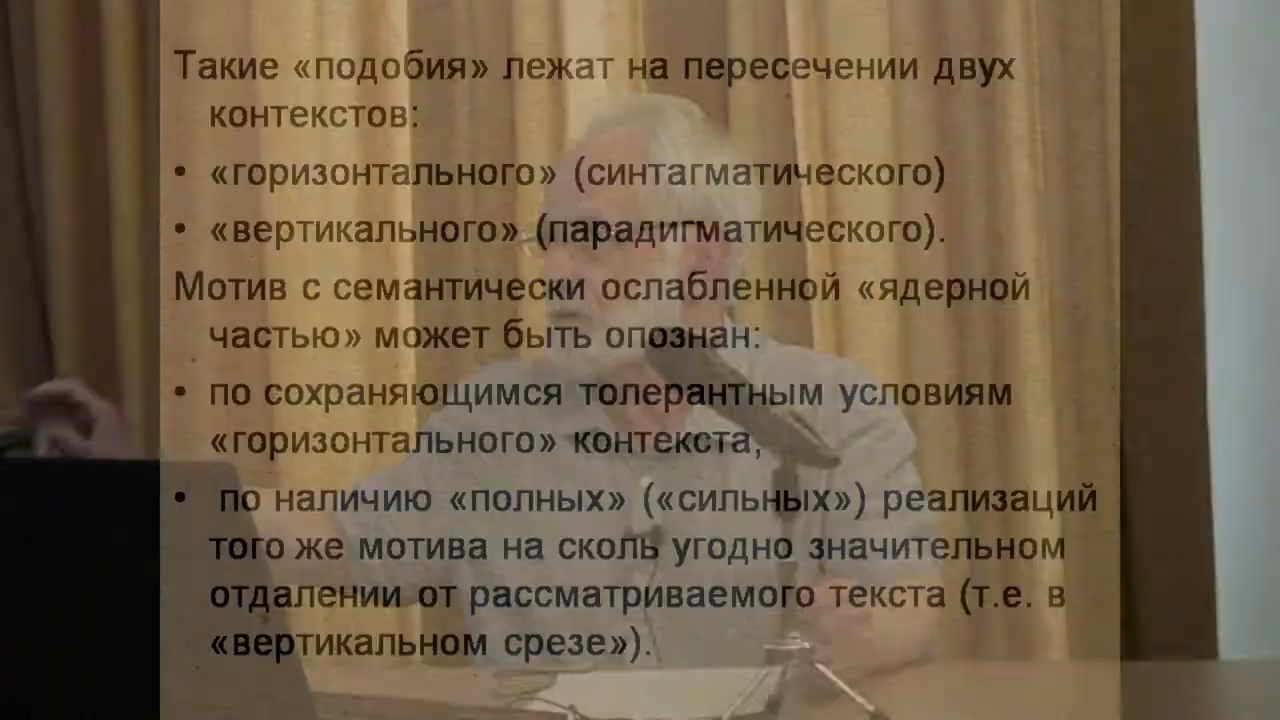 Такие «подобия» лежат на пересечении двух
контекстов:
• «горизонтального» (синтагматического)
• «вертикального» (парадигматического).
Мотив с семантически ослабленной «ядерной
частью» может быть опознан:
• по сохраняющимся толерантным условиям
«горизонтального» контекста,
• по наличию «полных» («сильных») реализаций
того же мотива на сколь угодно значительном
отдалении от рассматриваемого текста (т.е. в
«вертикальном срезе»).